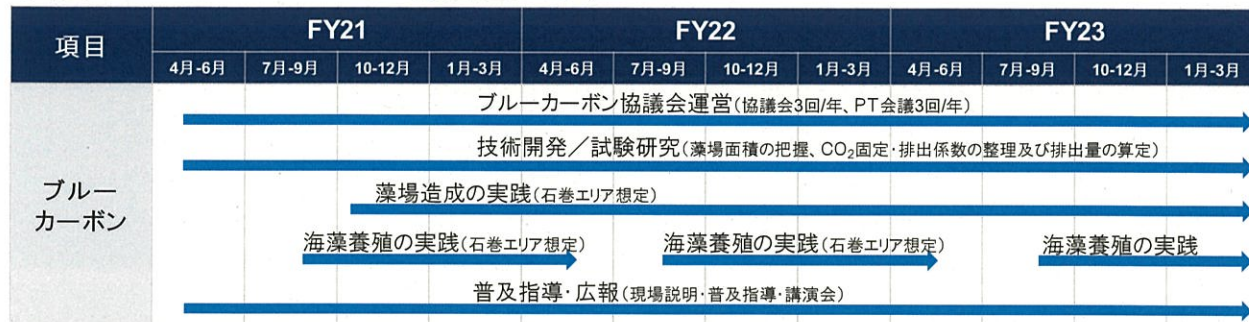 項目
FY21
FY22
FY23
4月-6月 7月-9月 10-12月 1月-3月 4月-6月 7月-9月 10-12月 1月-3月 4月-6月 7月-9月 10-12月 1月-3月
ブルー
カーボン
ブルーカーボン協議会運営(協議会3回/年、PT会議3回/年)
技術開発/試験研究(藻場面積の把握、CO₂固定・排出係数の整理及び排出量の算定)
藻場造成の実践(石巻エリア想定)
海藻養殖の実践(石巻エリア想定) 海藻養殖の実践(石巻エリア想定) 海藻養殖の実践
普及指導・広報(現場説明・普及指導・講演会)